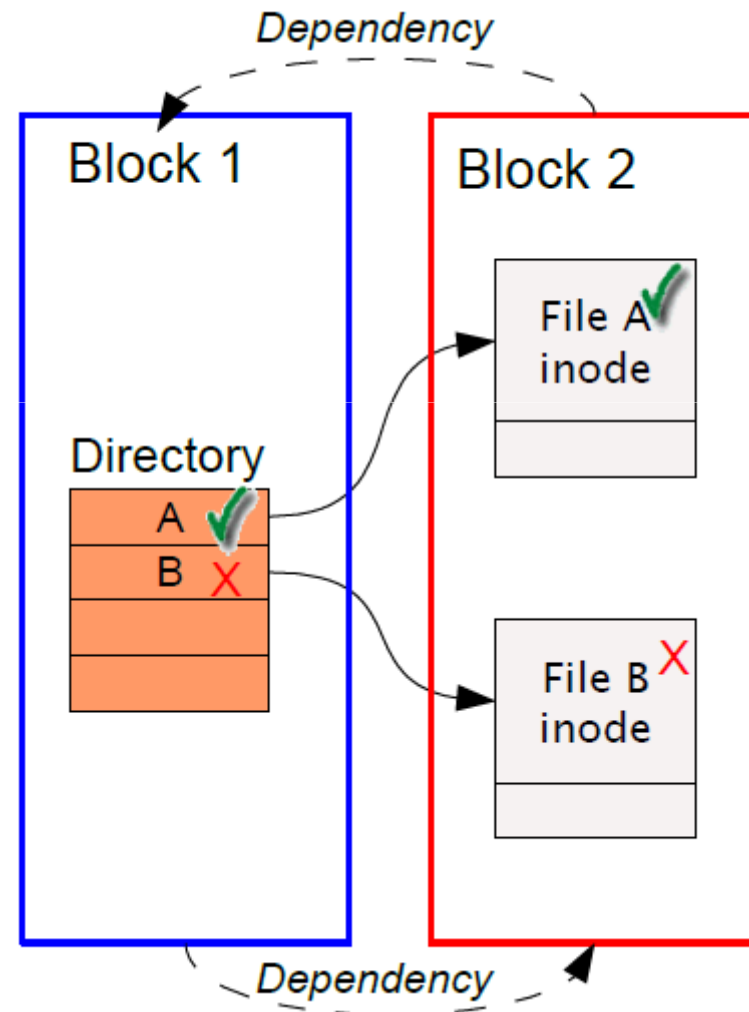 Dependency
Block 1
Block 2
File A
inode
Directory
A
B X
File B X
inode
Dependency